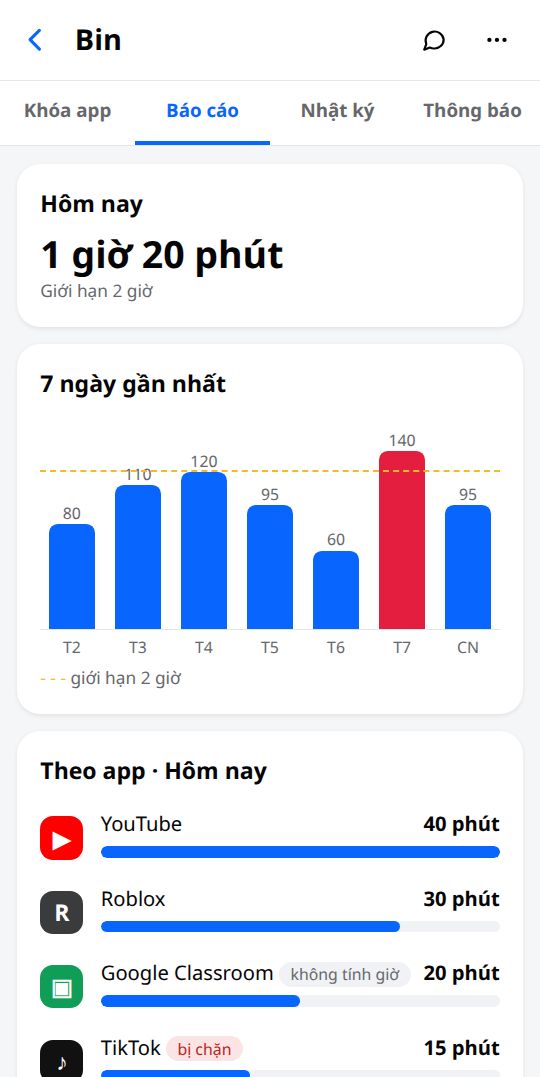 Bin
Khóa app Báo cáo Nhật ký Thông báo
Hôm nay
1 giờ 20 phút
Giới hạn 2 giờ
7 ngày gần nhất
80 110 120 95 60 140 95
T2 T3 T4 T5 T6 T7 CN
- - - giới hạn 2 giờ
Theo app · Hôm nay
YouTube 40 phút
R Roblox 30 phút
Google Classroom không tính giờ 20 phút
TikTok bị chặn 15 phút